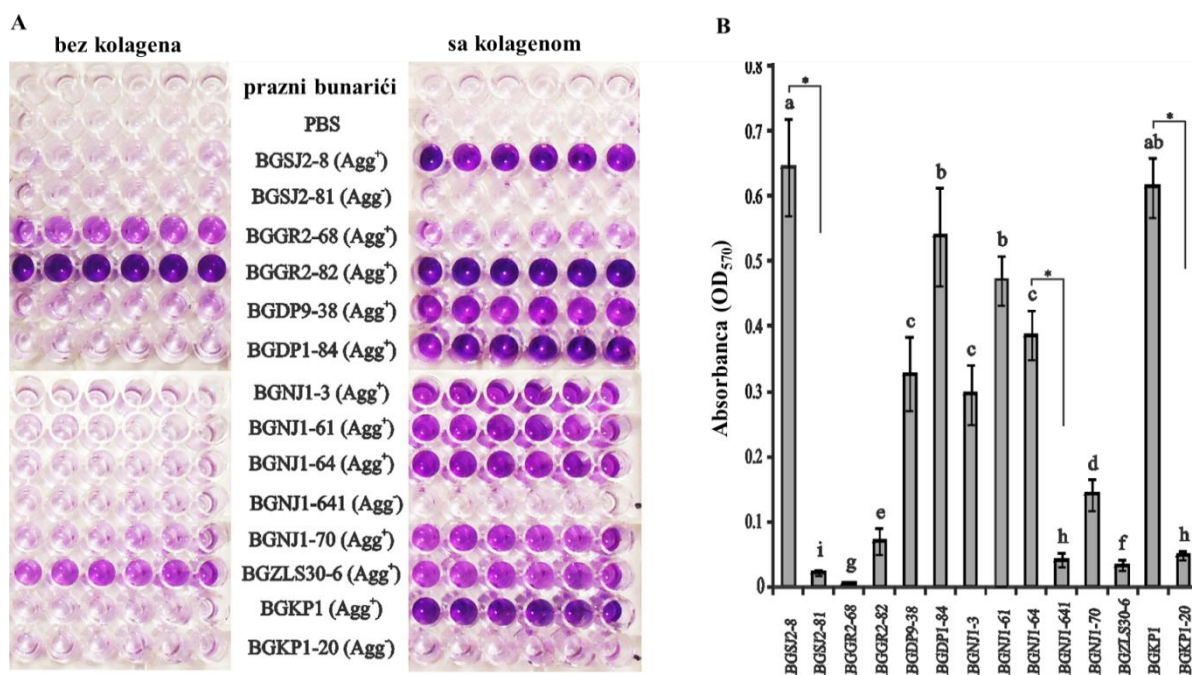 A
bez kolagena
sa kolagenom
prazni bunarići
PBS
BGSJ2-8 (Agg⁺)
BGSJ2-81 (Agg⁻)
BGGR2-68 (Agg⁺)
BGGR2-82 (Agg⁺)
BGDP9-38 (Agg⁺)
BGDP1-84 (Agg⁺)
BGNJ1-3 (Agg⁺)
BGNJ1-61 (Agg⁺)
BGNJ1-64 (Agg⁺)
BGNJ1-641 (Agg⁻)
BGNJ1-70 (Agg⁺)
BGZLS30-6 (Agg⁺)
BGKP1 (Agg⁺)
BGKP1-20 (Agg⁻)
B
Absorbanca (OD₅₇₀)
0.8
0.7
0.6
0.5
0.4
0.3
0.2
0.1
0
a
*
i
g
e
c
b
c
b
c
*
h
d
f
ab
*
h
BGSJ2-8
BGSJ2-81
BGGR2-68
BGGR2-82
BGDP9-38
BGDP1-84
BGNJ1-3
BGNJ1-61
BGNJ1-64
BGNJ1-641
BGNJ1-70
BGZLS30-6
BGKP1
BGKP1-20